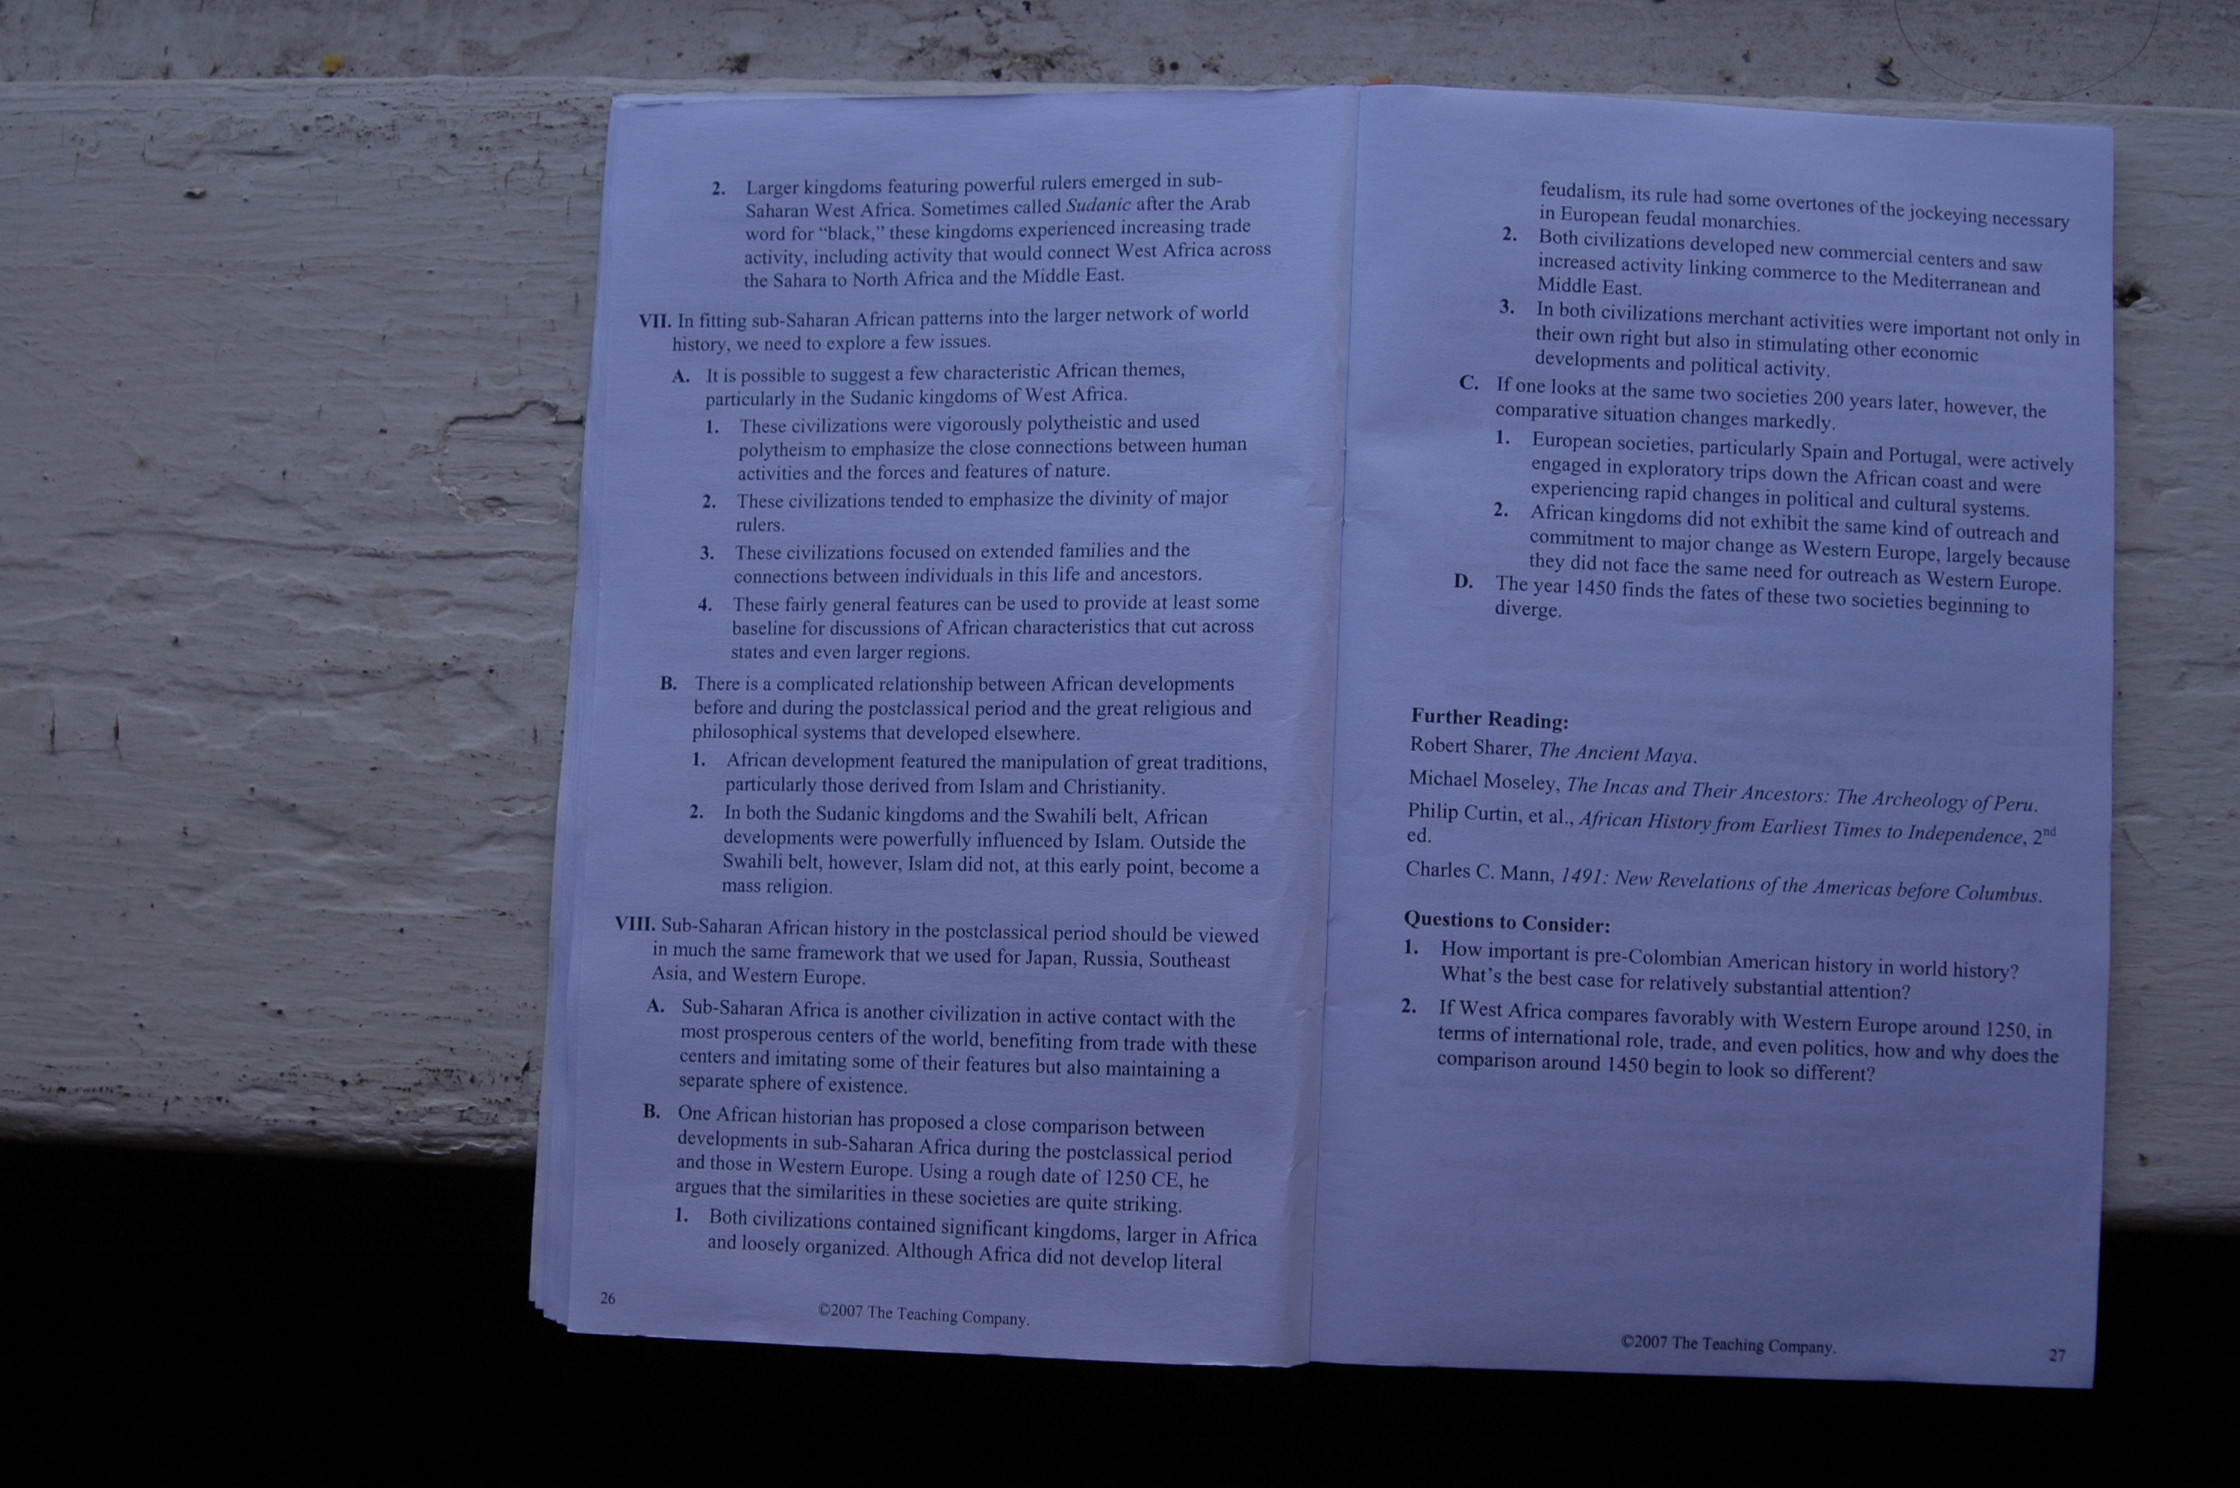 2. Larger kingdoms featuring powerful rulers emerged in sub-
Saharan West Africa. Sometimes called Sudanic after the Arab
word for “black,” these kingdoms experienced increasing trade
activity, including activity that would connect West Africa across
the Sahara to North Africa and the Middle East.
VII. In fitting sub-Saharan African patterns into the larger network of world
history, we need to explore a few issues.
A. It is possible to suggest a few characteristic African themes,
particularly in the Sudanic kingdoms of West Africa.
1. These civilizations were vigorously polytheistic and used
polytheism to emphasize the close connections between human
activities and the forces and features of nature.
2. These civilizations tended to emphasize the divinity of major
rulers.
3. These civilizations focused on extended families and the
connections between individuals in this life and ancestors.
4. These fairly general features can be used to provide at least some
baseline for discussions of African characteristics that cut across
states and even larger regions.
B. There is a complicated relationship between African developments
before and during the postclassical period and the great religious and
philosophical systems that developed elsewhere.
1. African development featured the manipulation of great traditions,
particularly those derived from Islam and Christianity.
2. In both the Sudanic kingdoms and the Swahili belt, African
developments were powerfully influenced by Islam. Outside the
Swahili belt, however, Islam did not, at this early point, become a
mass religion.
VIII. Sub-Saharan African history in the postclassical period should be viewed
in much the same framework that we used for Japan, Russia, Southeast
Asia, and Western Europe.
A. Sub-Saharan Africa is another civilization in active contact with the
most prosperous centers of the world, benefiting from trade with these
centers and imitating some of their features but also maintaining a
separate sphere of existence.
B. One African historian has proposed a close comparison between
developments in sub-Saharan Africa during the postclassical period
and those in Western Europe. Using a rough date of 1250 CE, he
argues that the similarities in these societies are quite striking.
1. Both civilizations contained significant kingdoms, larger in Africa
and loosely organized. Although Africa did not develop literal
26
©2007 The Teaching Company.
feudalism, its rule had some overtones of the jockeying necessary
in European feudal monarchies.
2. Both civilizations developed new commercial centers and saw
increased activity linking commerce to the Mediterranean and
Middle East.
3. In both civilizations merchant activities were important not only in
their own right but also in stimulating other economic
developments and political activity.
C. If one looks at the same two societies 200 years later, however, the
comparative situation changes markedly.
1. European societies, particularly Spain and Portugal, were actively
engaged in exploratory trips down the African coast and were
experiencing rapid changes in political and cultural systems.
2. African kingdoms did not exhibit the same kind of outreach and
commitment to major change as Western Europe, largely because
they did not face the same need for outreach as Western Europe.
D. The year 1450 finds the fates of these two societies beginning to
diverge.
Further Reading:
Robert Sharer, The Ancient Maya.
Michael Moseley, The Incas and Their Ancestors: The Archeology of Peru.
Philip Curtin, et al., African History from Earliest Times to Independence, 2nd
ed.
Charles C. Mann, 1491: New Revelations of the Americas before Columbus.
Questions to Consider:
1. How important is pre-Colombian American history in world history?
What’s the best case for relatively substantial attention?
2. If West Africa compares favorably with Western Europe around 1250, in
terms of international role, trade, and even politics, how and why does the
comparison around 1450 begin to look so different?
©2007 The Teaching Company.
27